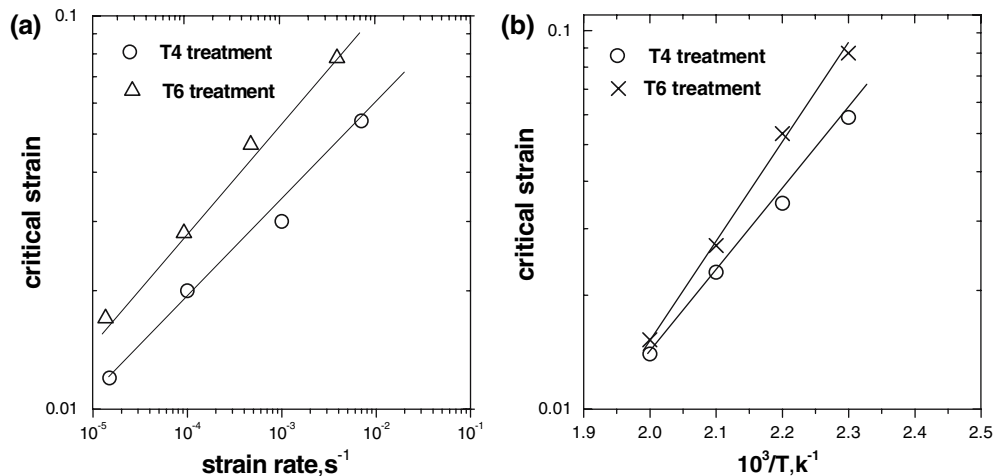 (a)
0.1
T4 treatment
T6 treatment
critical strain
0.01
10-5
10-4
10-3
10-2
10-1
strain rate,s-1
(b)
0.1
T4 treatment
T6 treatment
critical strain
0.01
1.9
2.0
2.1
2.2
2.3
2.4
2.5
103/T,k-1